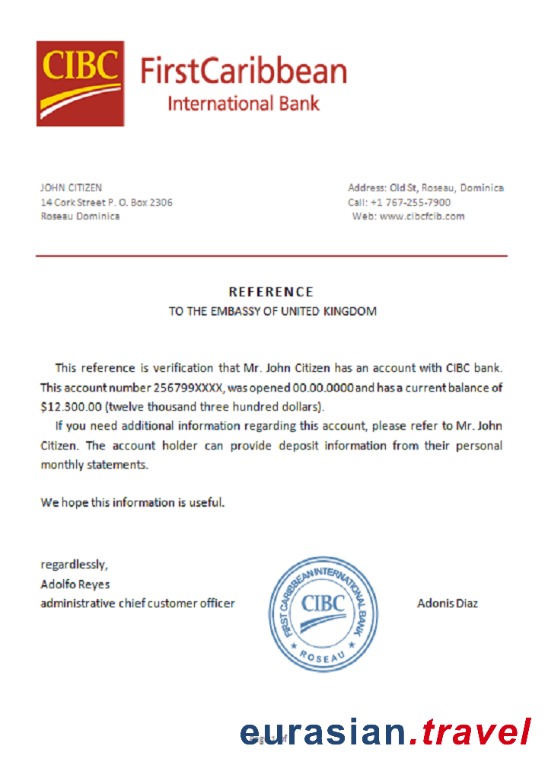 CIBC
FirstCaribbean
International Bank
JOHN CITIZEN
14 Cork Street P. O. Box 2306
Roseau Dominica
Address: Old St, Roseau, Dominica
Call: +1 767-255-7900
Web: www.cibcfcib.com
REFERENCE
TO THE EMBASSY OF UNITED KINGDOM
This reference is verification that Mr. John Citizen has an account with CIBC bank.
This account number 256799XXXX, was opened 00.00.0000 and has a current balance of
$12.300.00 (twelve thousand three hundred dollars).
If you need additional information regarding this account, please refer to Mr. John
Citizen. The account holder can provide deposit information from their personal
monthly statements.
We hope this information is useful.
regardlessly,
Adolfo Reyes
administrative chief customer officer
FIRST CARIBBEAN INTERNATIONAL BANK
CIBC
★ ROSEAU ★
Adonis Diaz
eurasian.travel